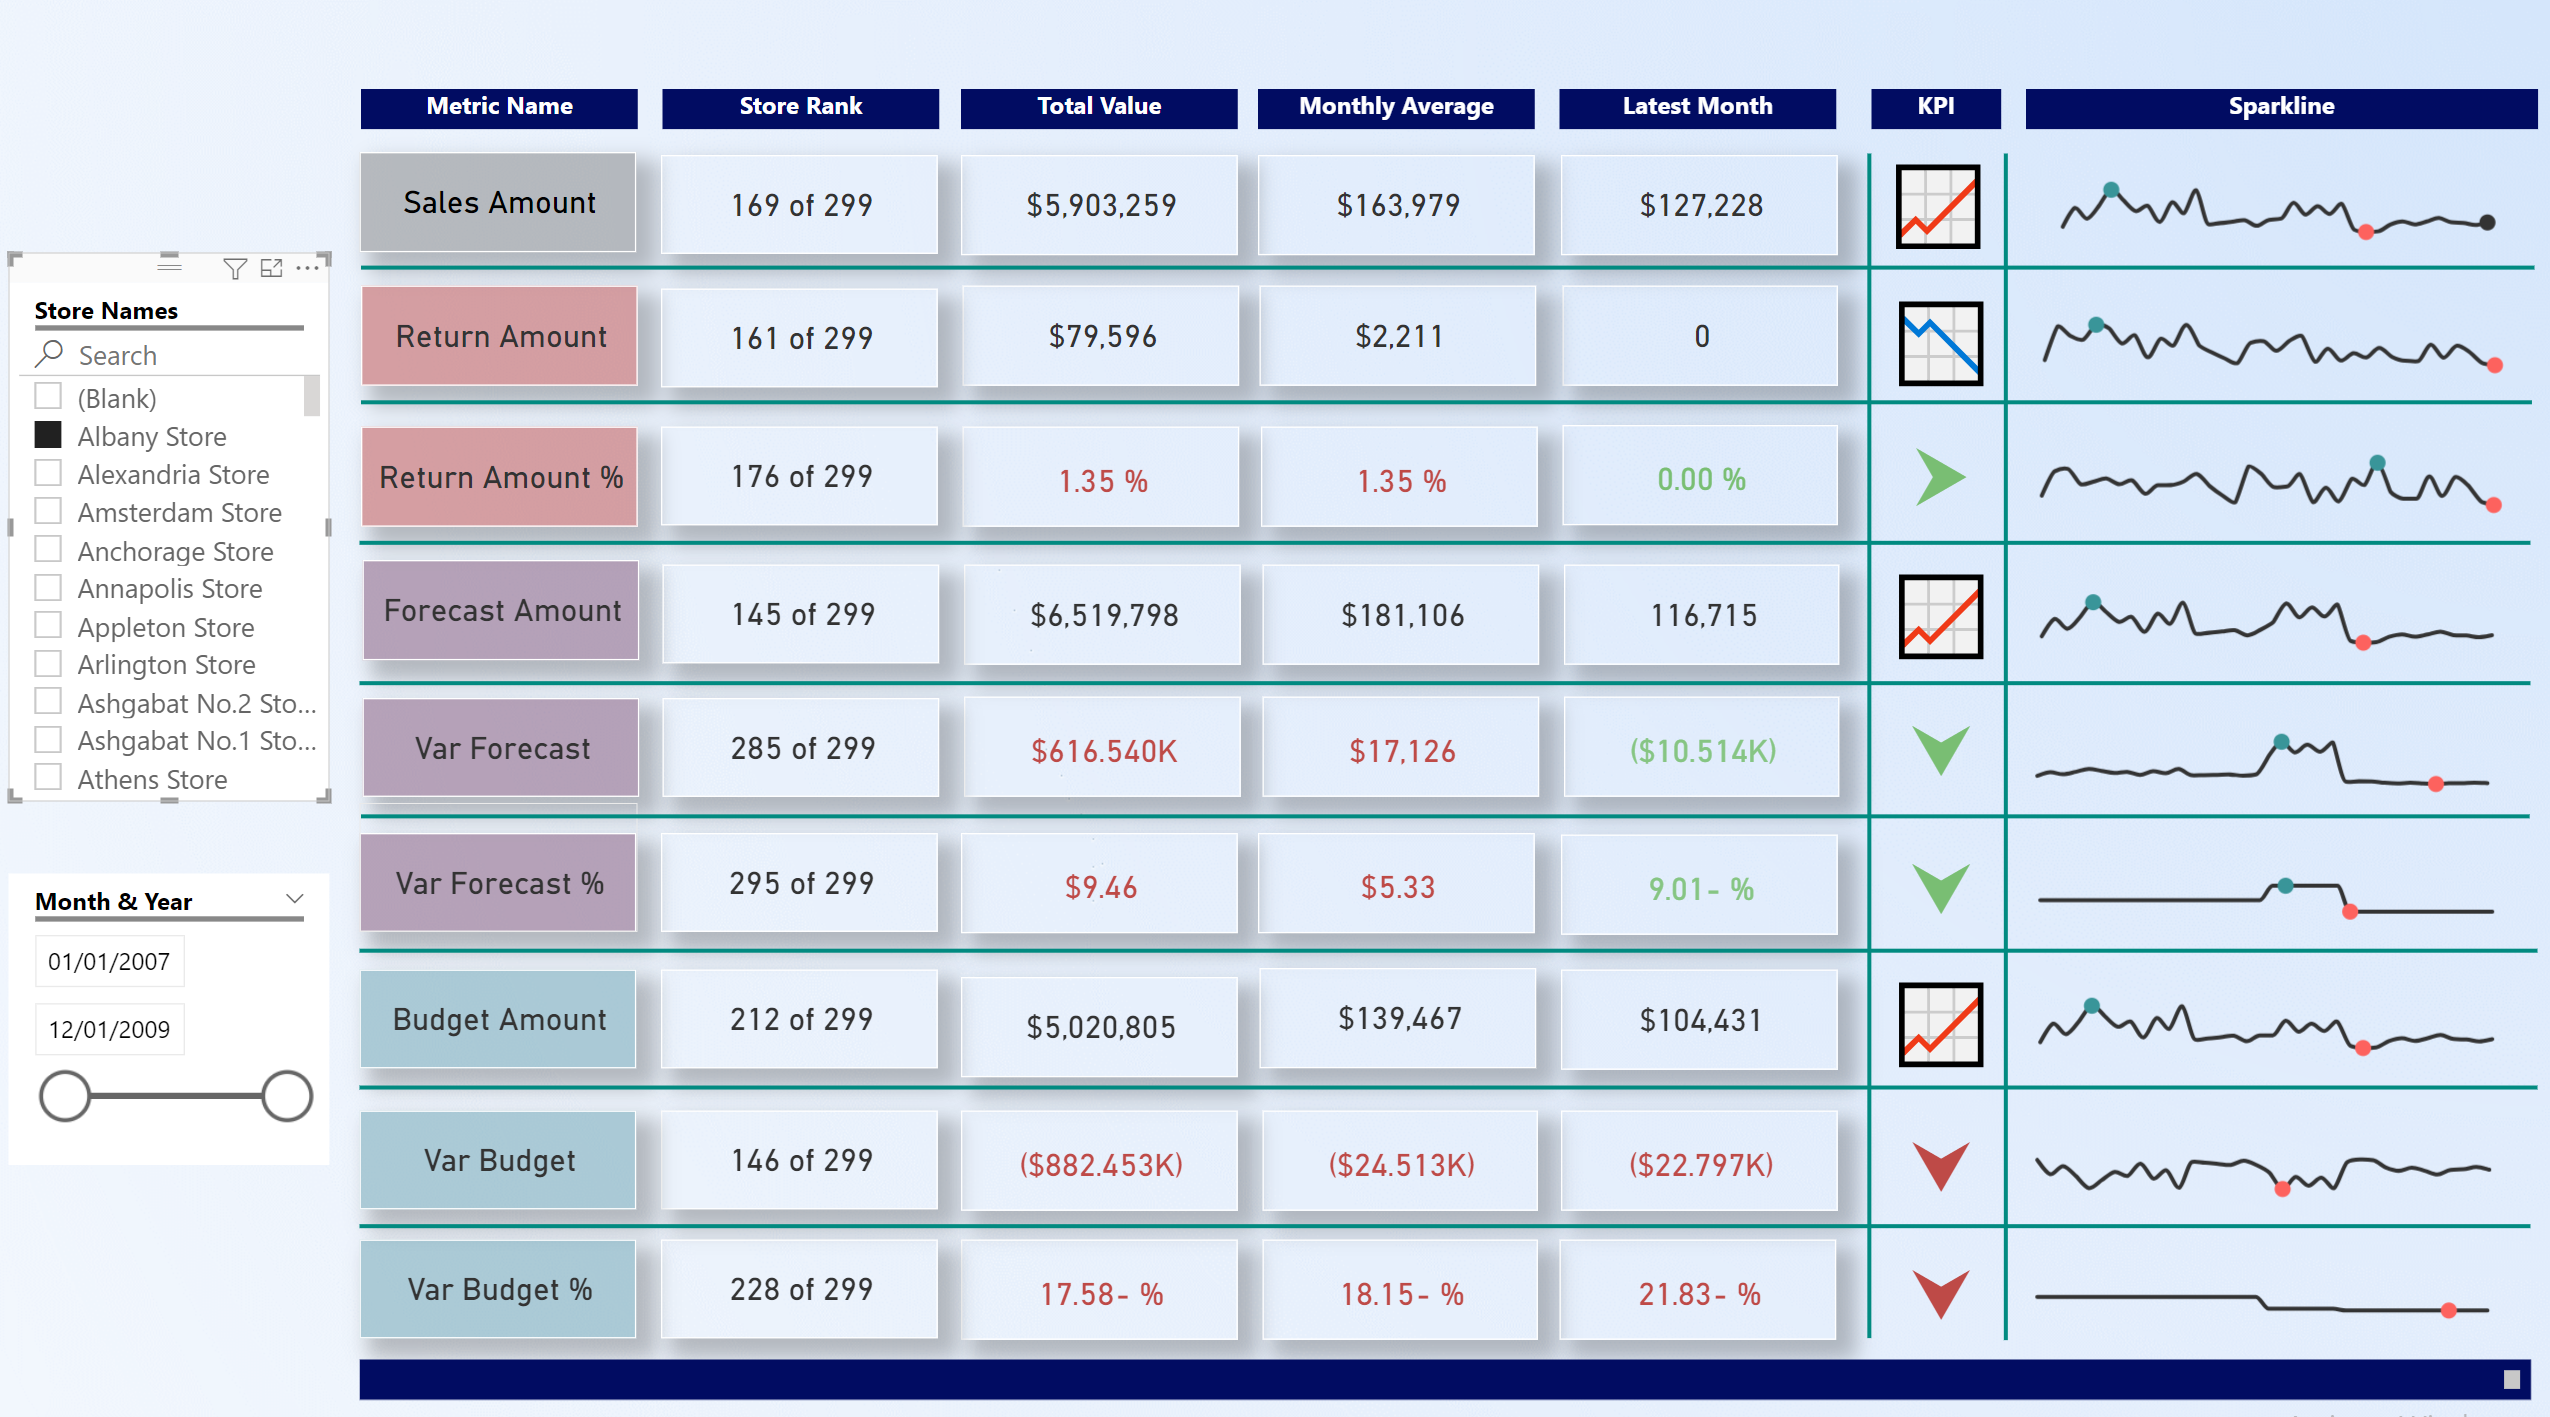 Metric Name
Store Rank
Total Value
Monthly Average
Latest Month
KPI
Sparkline
Sales Amount
169 of 299
$5,903,259
$163,979
$127,228
Return Amount
161 of 299
$79,596
$2,211
0
Return Amount %
176 of 299
1.35 %
1.35 %
0.00 %
Forecast Amount
145 of 299
$6,519,798
$181,106
116,715
Var Forecast
285 of 299
$616.540K
$17,126
($10.514K)
Var Forecast %
295 of 299
$9.46
$5.33
9.01- %
Budget Amount
212 of 299
$5,020,805
$139,467
$104,431
Var Budget
146 of 299
($882.453K)
($24.513K)
($22.797K)
Var Budget %
228 of 299
17.58- %
18.15- %
21.83- %
Store Names
Search
(Blank)
Albany Store
Alexandria Store
Amsterdam Store
Anchorage Store
Annapolis Store
Appleton Store
Arlington Store
Ashgabat No.2 Sto...
Ashgabat No.1 Sto...
Athens Store
Month & Year
01/01/2007
12/01/2009